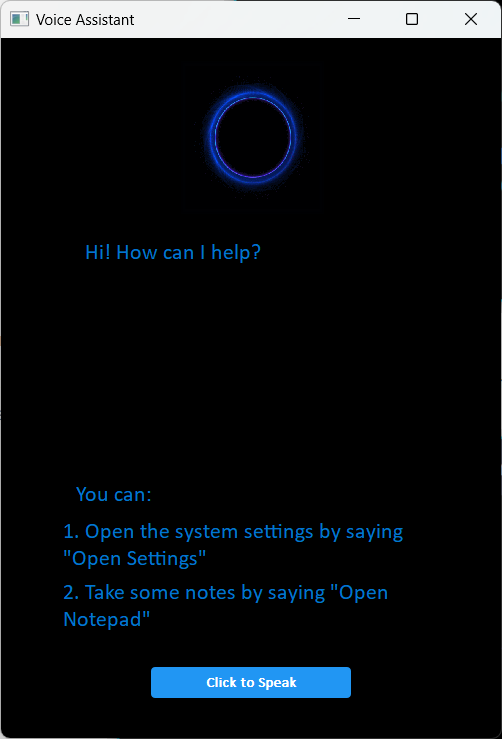 Voice Assistant
Hi! How can I help?
You can:
1. Open the system settings by saying
"Open Settings"
2. Take some notes by saying "Open
Notepad"
Click to Speak